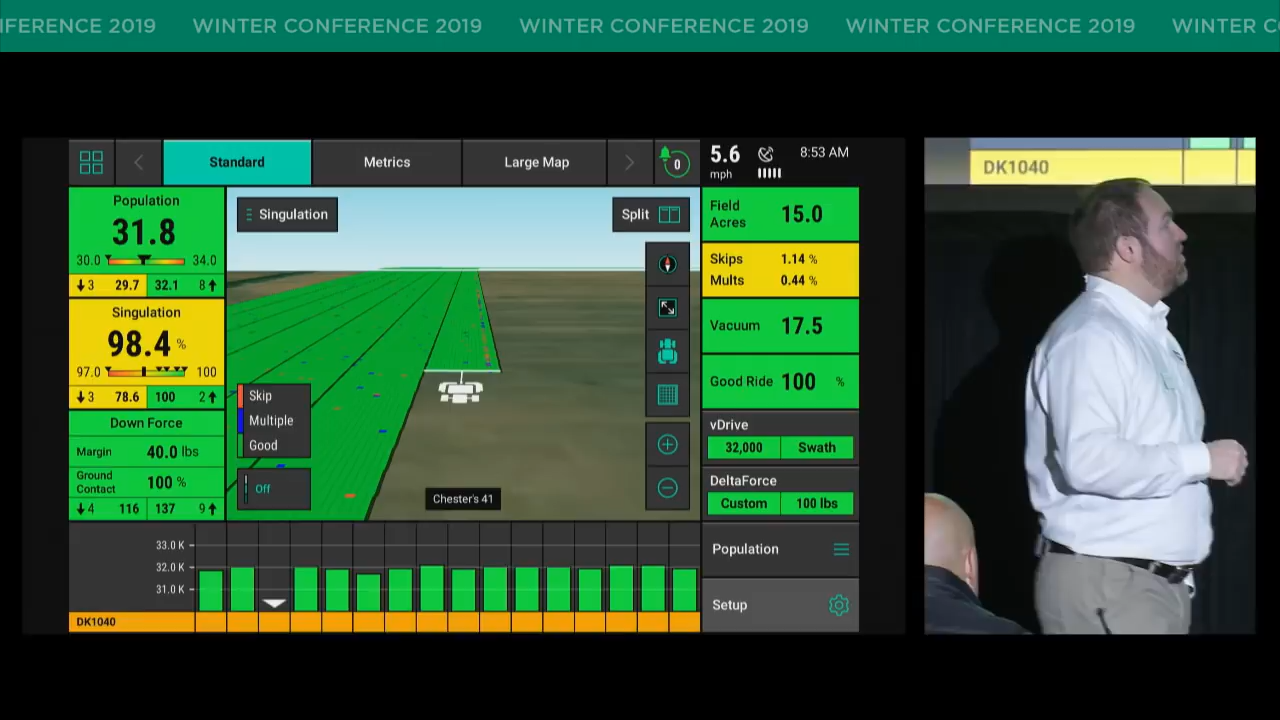 IFERENCE 2019 WINTER CONFERENCE 2019 WINTER CONFERENCE 2019 WINTER CONFERENCE 2019 WINTER C
Standard
Metrics
Large Map
0
5.6
mph
8:53 AM
Population
31.8
30.0 34.0
3 29.7 32.1 8
Singulation
98.4 %
97.0 100
3 78.6 100 2
Down Force
Margin 40.0 lbs
Ground
Contact 100 %
4 116 137 9
Singulation
Split
Skip
Multiple
Good
Off
Chester's 41
Field
Acres 15.0
Skips 1.14 %
Mults 0.44 %
Vacuum 17.5
Good Ride 100 %
vDrive
32,000 Swath
DeltaForce
Custom 100 lbs
Population
Setup
33.0 K
32.0 K
31.0 K
DK1040
DK1040